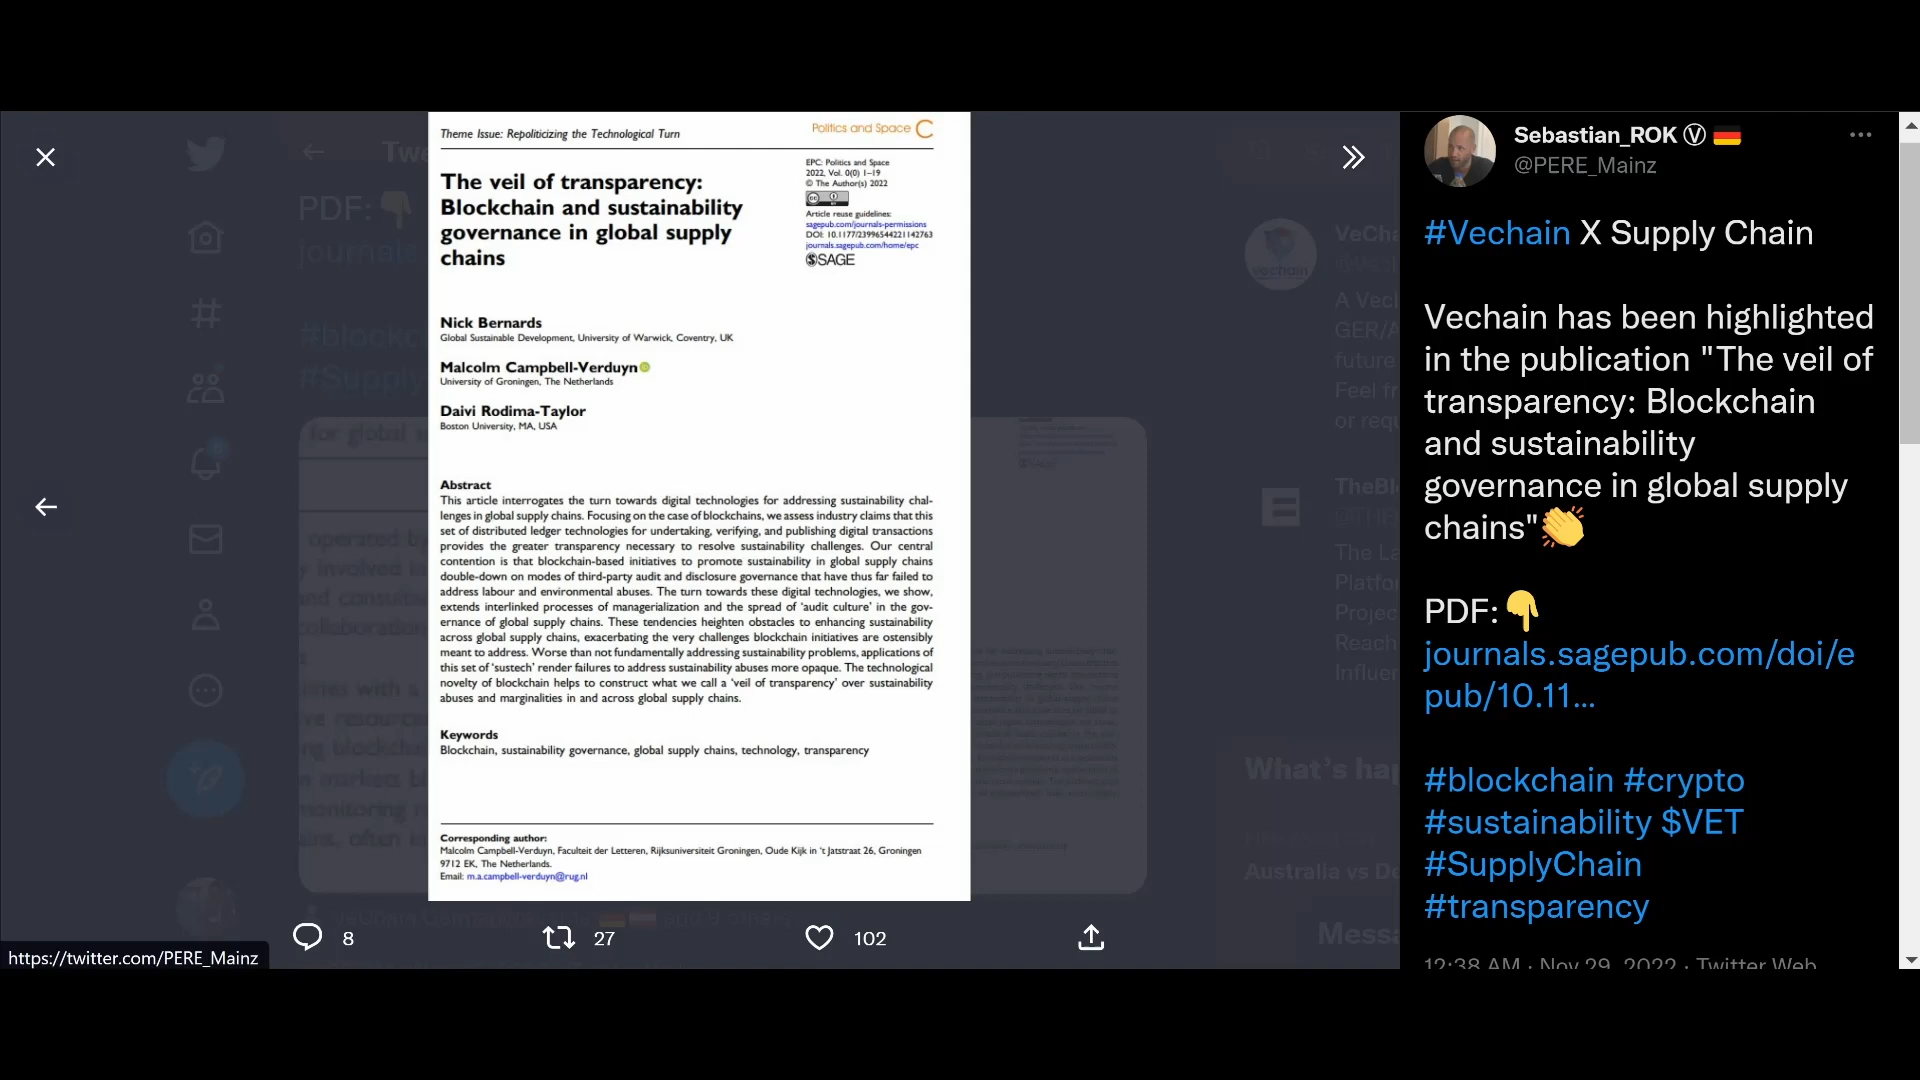 Theme Issue: Repoliticizing the Technological Turn
Politics and Space
EPC: Politics and Space
2022, Vol. 0(0) 1–19
© The Author(s) 2022
Article reuse guidelines:
sagepub.com/journals-permissions
DOI: 10.1177/23996544221142763
journals.sagepub.com/home/epc
SAGE
The veil of transparency:
Blockchain and sustainability
governance in global supply
chains
Nick Bernards
Global Sustainable Development, University of Warwick, Coventry, UK
Malcolm Campbell-Verduyn
University of Groningen, The Netherlands
Daivi Rodima-Taylor
Boston University, MA, USA
Abstract
This article interrogates the turn towards digital technologies for addressing sustainability chal-
lenges in global supply chains. Focusing on the case of blockchains, we assess industry claims that this
set of distributed ledger technologies for undertaking, verifying, and publishing digital transactions
provides the greater transparency necessary to resolve sustainability challenges. Our central
contention is that blockchain-based initiatives to promote sustainability in global supply chains
double-down on modes of third-party audit and disclosure governance that have thus far failed to
address labour and environmental abuses. The turn towards these digital technologies, we show,
extends interlinked processes of managerialization and the spread of ‘audit culture’ in the gov-
ernance of global supply chains. These tendencies heighten obstacles to enhancing sustainability
across global supply chains, exacerbating the very challenges blockchain initiatives are ostensibly
meant to address. Worse than not fundamentally addressing sustainability problems, applications of
this set of ‘sustech’ render failures to address sustainability abuses more opaque. The technological
novelty of blockchain helps to construct what we call a ‘veil of transparency’ over sustainability
abuses and marginalities in and across global supply chains.
Keywords
Blockchain, sustainability governance, global supply chains, technology, transparency
Corresponding author:
Malcolm Campbell-Verduyn, Faculteit der Letteren, Rijksuniversiteit Groningen, Oude Kijk in ‘t Jatstraat 26, Groningen
9712 EK, The Netherlands.
Email: m.a.campbell-verduyn@rug.nl
8
27
102
https://twitter.com/PERE_Mainz
Sebastian_ROK Ⓥ 🇩🇪
@PERE_Mainz
#Vechain X Supply Chain
Vechain has been highlighted
in the publication "The veil of
transparency: Blockchain
and sustainability
governance in global supply
chains"👏
PDF:👇
journals.sagepub.com/doi/e
pub/10.11…
#blockchain #crypto
#sustainability $VET
#SupplyChain
#transparency
12:38 AM · Nov 29, 2022 · Twitter Web
PDF:
What's hap
Australia vs De
Messa